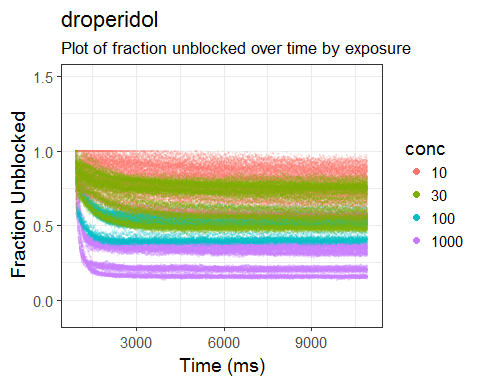 droperidol
Plot of fraction unblocked over time by exposure
Fraction Unblocked
1.5
1.0
0.5
0.0
3000 6000 9000
Time (ms)
conc
10
30
100
1000